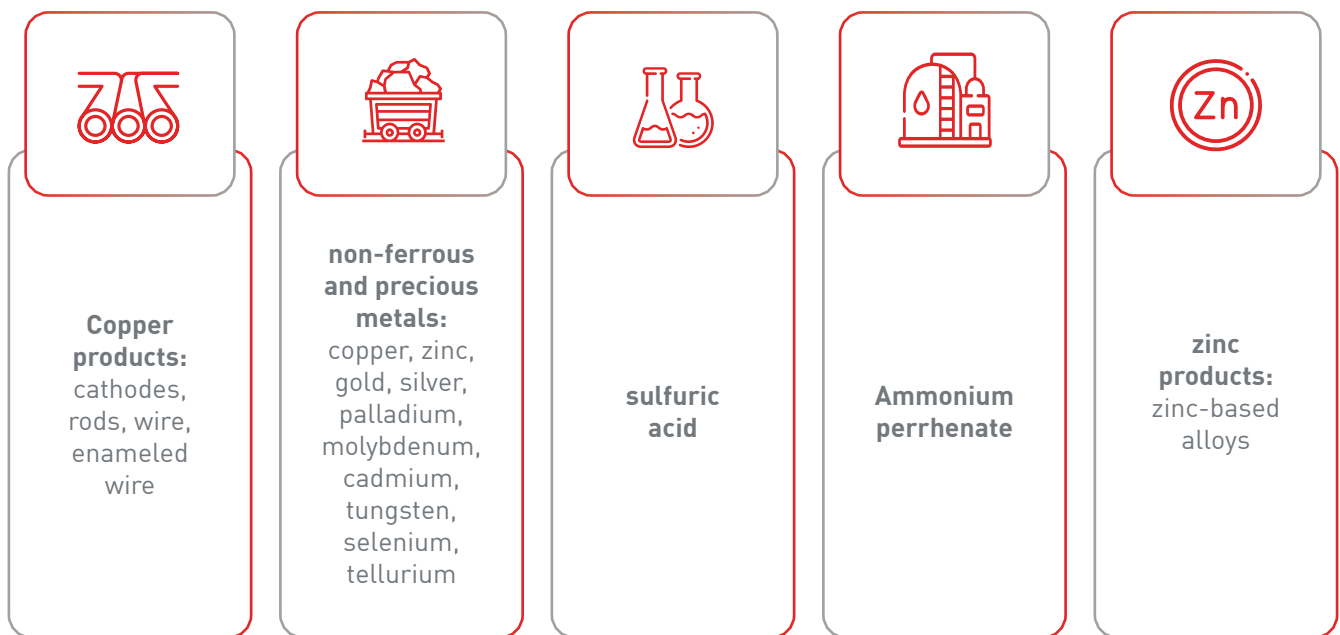 Zn
Copper
products:
cathodes,
rods, wire,
enameled
wire
non-ferrous
and precious
metals:
copper, zinc,
gold, silver,
palladium,
molybdenum,
cadmium,
tungsten,
selenium,
tellurium
sulfuric
acid
Ammonium
perrhenate
zinc
products:
zinc-based
alloys